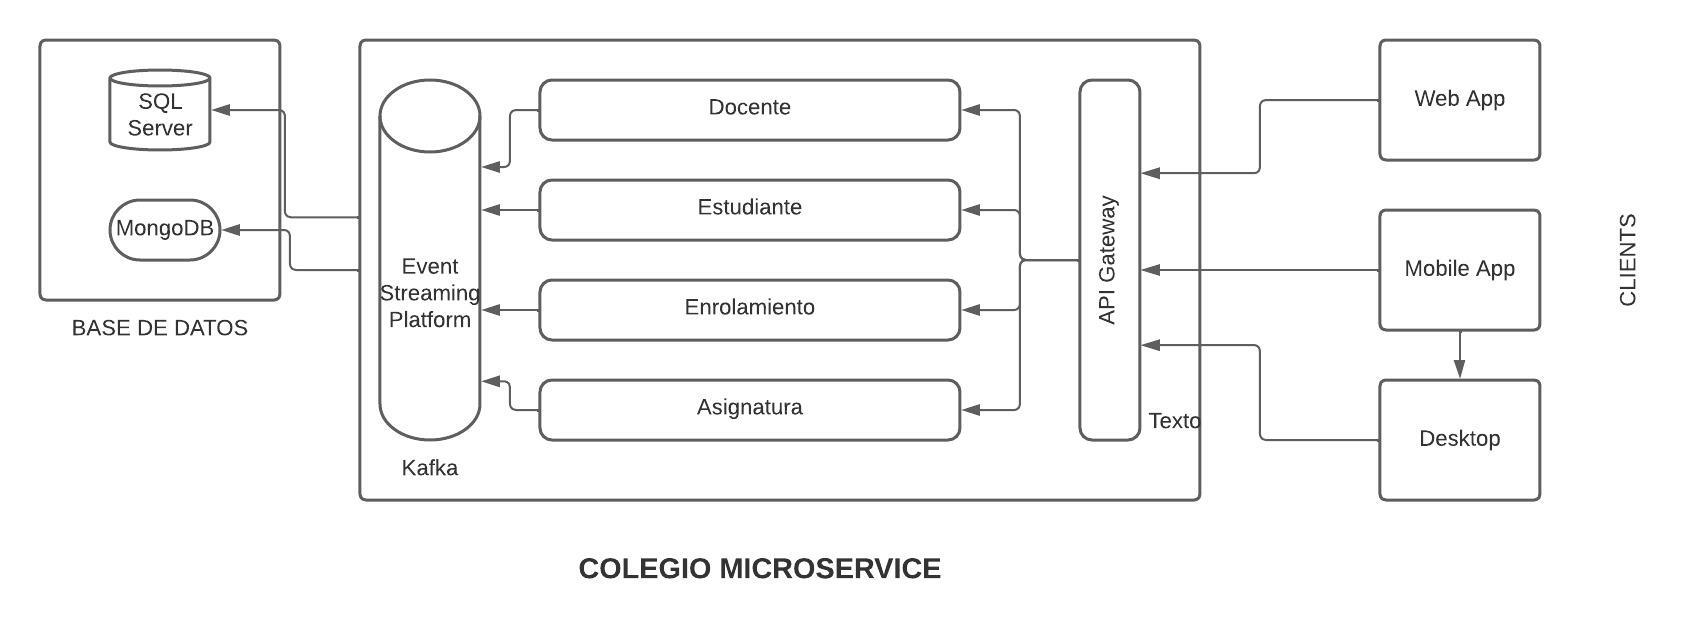 SQL
Server
MongoDB
BASE DE DATOS
Event
Streaming
Platform
Kafka
Docente
Estudiante
Enrolamiento
Asignatura
API Gateway
Texto
Web App
Mobile App
Desktop
CLIENTS
COLEGIO MICROSERVICE